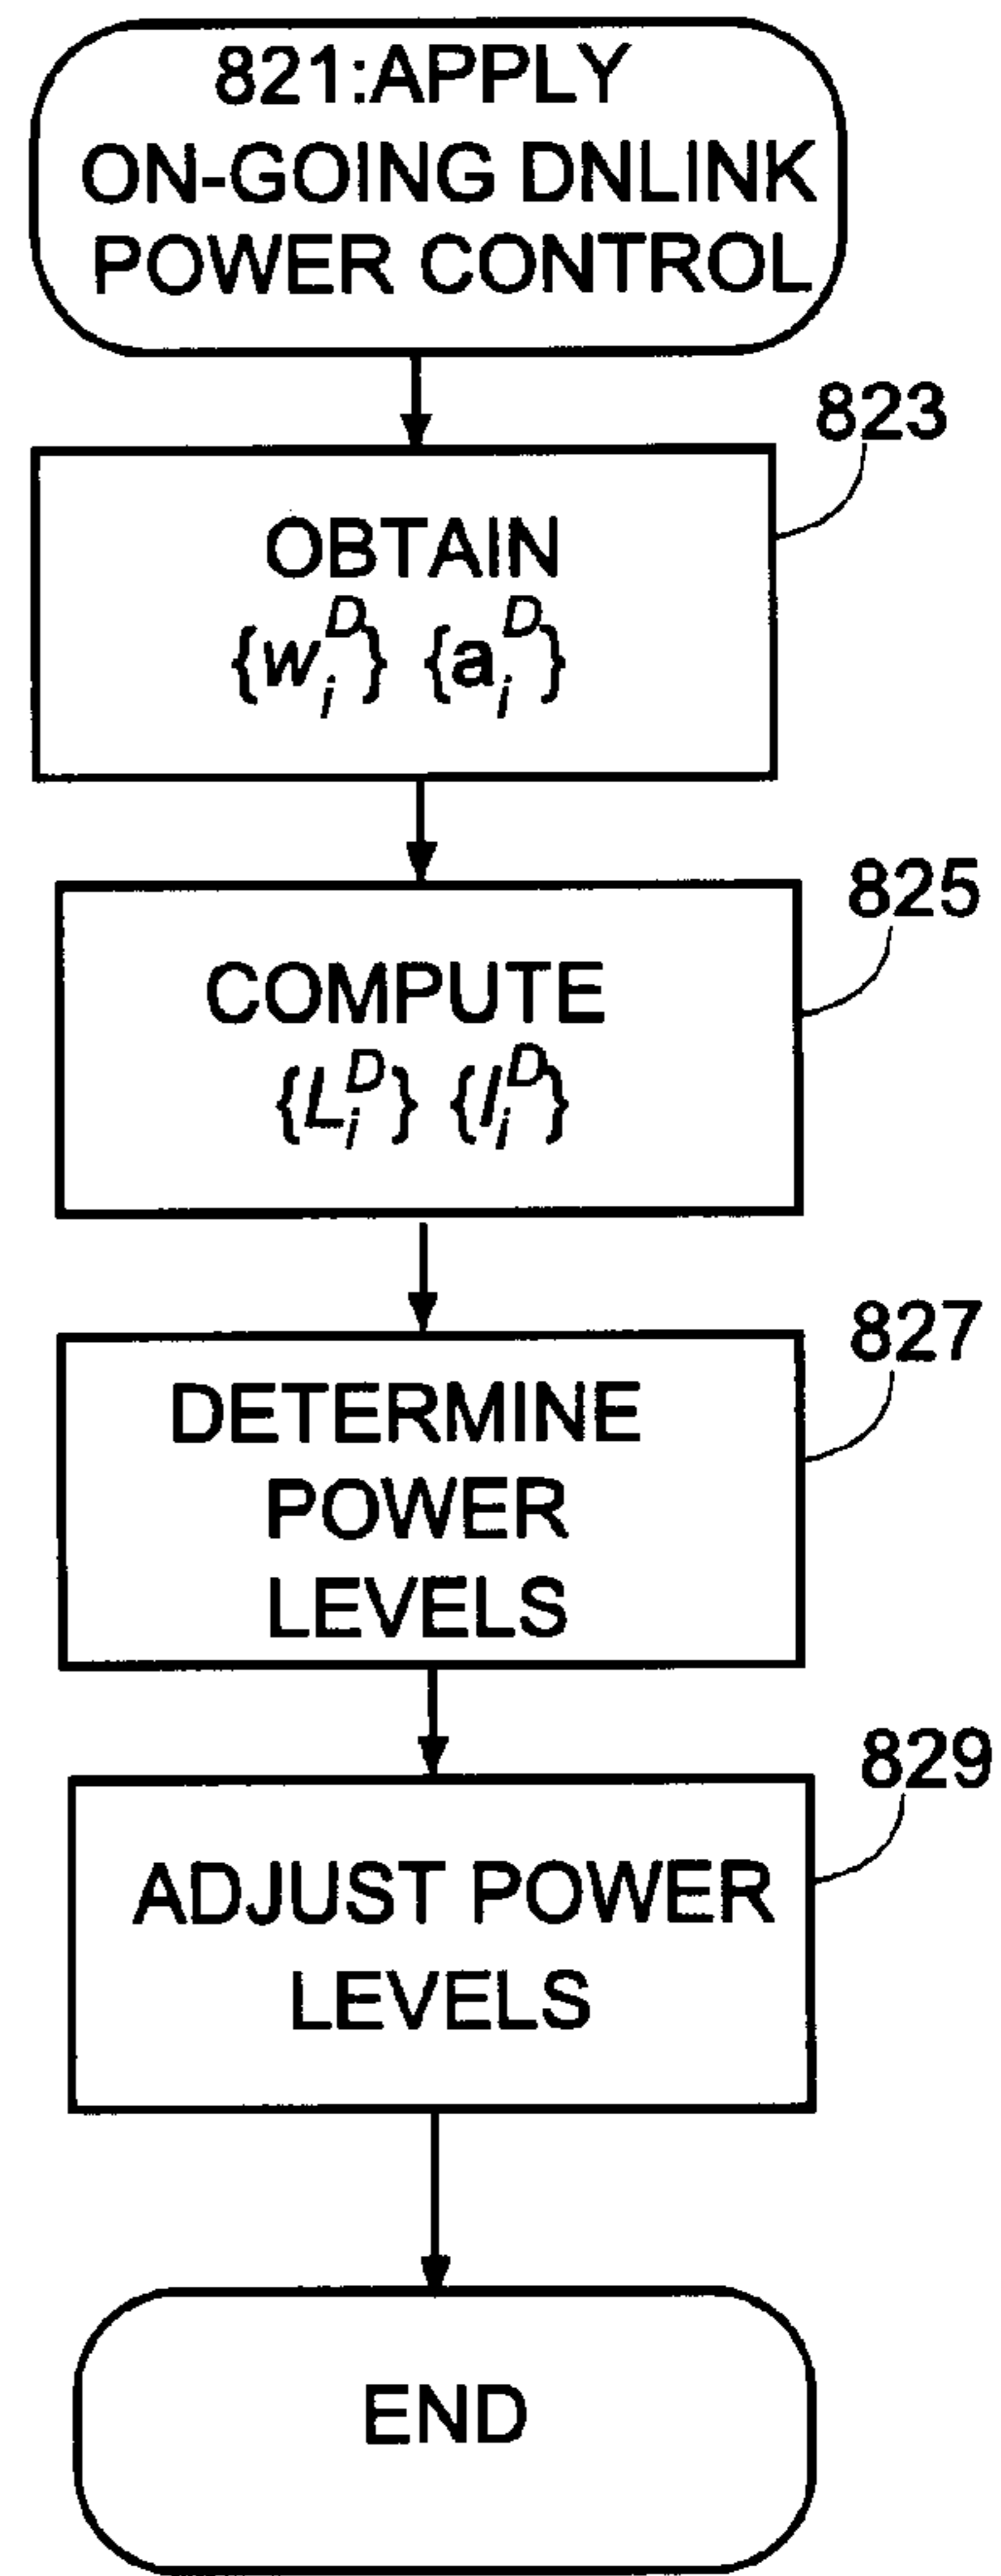 821:APPLY
ON-GOING DNLINK
POWER CONTROL
823
OBTAIN
{w_i^D} {a_i^D}
825
COMPUTE
{L_i^D} {I_i^D}
827
DETERMINE
POWER
LEVELS
829
ADJUST POWER
LEVELS
END